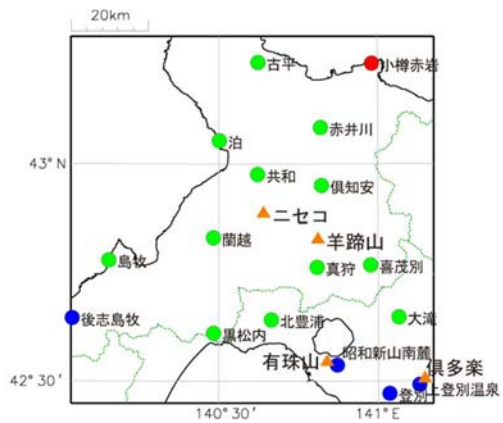 20km
古平
小樽赤岩
赤井川
泊
43°N
共和
倶知安
ニセコ
蘭越
羊蹄山
島牧
真狩
喜茂別
後志島牧
北豊浦
大滝
黒松内
昭和新山南麓
有珠山
倶多楽
42°30′
登別
上登別温泉
140°30′
141°E